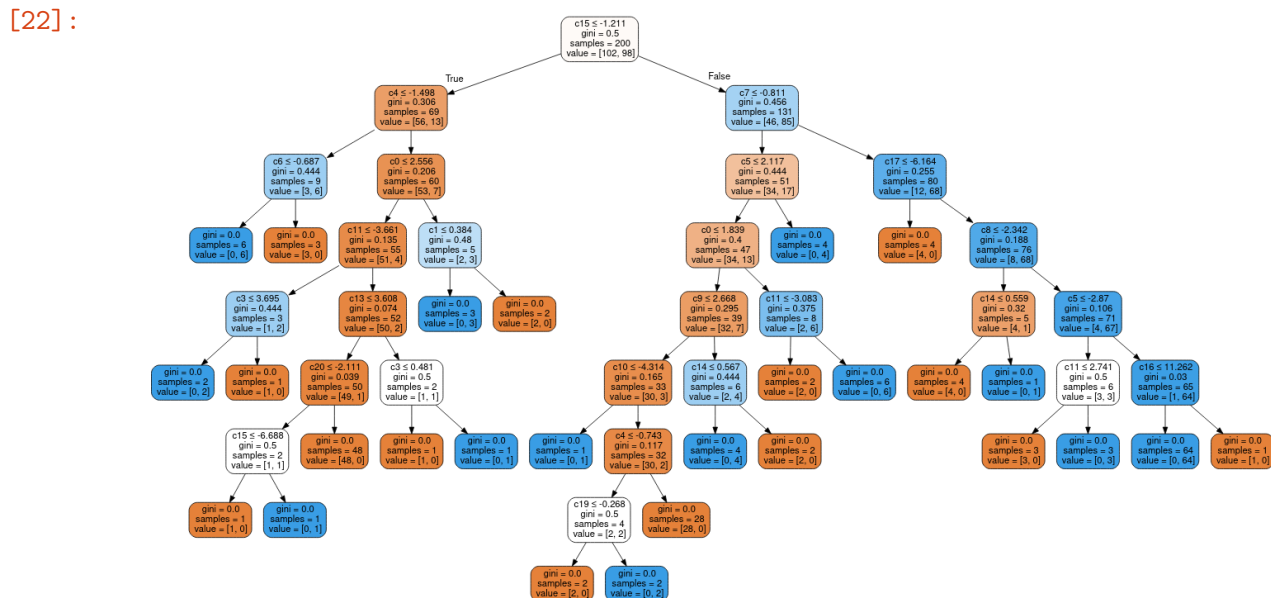 [22]:
c15 ≤ -1.211
gini = 0.5
samples = 200
value = [102, 98]
True
False
c4 ≤ -1.498
gini = 0.306
samples = 69
value = [56, 13]
c7 ≤ -0.811
gini = 0.456
samples = 131
value = [46, 85]
c6 ≤ -0.687
gini = 0.444
samples = 9
value = [3, 6]
c0 ≤ 2.556
gini = 0.206
samples = 60
value = [53, 7]
c5 ≤ 2.117
gini = 0.444
samples = 51
value = [34, 17]
c17 ≤ -6.164
gini = 0.255
samples = 80
value = [12, 68]
gini = 0.0
samples = 6
value = [0, 6]
gini = 0.0
samples = 3
value = [3, 0]
c11 ≤ -3.661
gini = 0.135
samples = 55
value = [51, 4]
c1 ≤ 0.384
gini = 0.48
samples = 5
value = [2, 3]
c0 ≤ 1.839
gini = 0.4
samples = 47
value = [34, 13]
gini = 0.0
samples = 4
value = [0, 4]
gini = 0.0
samples = 4
value = [4, 0]
c8 ≤ -2.342
gini = 0.188
samples = 76
value = [8, 68]
c3 ≤ 3.695
gini = 0.444
samples = 3
value = [1, 2]
c13 ≤ 3.608
gini = 0.074
samples = 52
value = [50, 2]
gini = 0.0
samples = 3
value = [0, 3]
gini = 0.0
samples = 2
value = [2, 0]
c9 ≤ 2.668
gini = 0.295
samples = 39
value = [32, 7]
c11 ≤ -3.083
gini = 0.375
samples = 8
value = [2, 6]
c14 ≤ 0.559
gini = 0.32
samples = 5
value = [4, 1]
c5 ≤ -2.87
gini = 0.106
samples = 71
value = [4, 67]
gini = 0.0
samples = 2
value = [0, 2]
gini = 0.0
samples = 1
value = [1, 0]
c20 ≤ -2.111
gini = 0.039
samples = 50
value = [49, 1]
c3 ≤ 0.481
gini = 0.5
samples = 2
value = [1, 1]
c10 ≤ -4.314
gini = 0.165
samples = 33
value = [30, 3]
c14 ≤ 0.567
gini = 0.444
samples = 6
value = [2, 4]
gini = 0.0
samples = 2
value = [2, 0]
gini = 0.0
samples = 6
value = [0, 6]
gini = 0.0
samples = 4
value = [4, 0]
gini = 0.0
samples = 1
value = [0, 1]
c11 ≤ 2.741
gini = 0.5
samples = 6
value = [3, 3]
c16 ≤ 11.262
gini = 0.03
samples = 65
value = [1, 64]
c15 ≤ -6.688
gini = 0.5
samples = 2
value = [1, 1]
gini = 0.0
samples = 48
value = [48, 0]
gini = 0.0
samples = 1
value = [1, 0]
gini = 0.0
samples = 1
value = [0, 1]
gini = 0.0
samples = 1
value = [0, 1]
c4 ≤ -0.743
gini = 0.117
samples = 32
value = [30, 2]
gini = 0.0
samples = 4
value = [0, 4]
gini = 0.0
samples = 2
value = [2, 0]
gini = 0.0
samples = 3
value = [3, 0]
gini = 0.0
samples = 3
value = [0, 3]
gini = 0.0
samples = 64
value = [0, 64]
gini = 0.0
samples = 1
value = [1, 0]
gini = 0.0
samples = 1
value = [1, 0]
gini = 0.0
samples = 1
value = [0, 1]
c19 ≤ -0.268
gini = 0.5
samples = 4
value = [2, 2]
gini = 0.0
samples = 28
value = [28, 0]
gini = 0.0
samples = 2
value = [2, 0]
gini = 0.0
samples = 2
value = [0, 2]